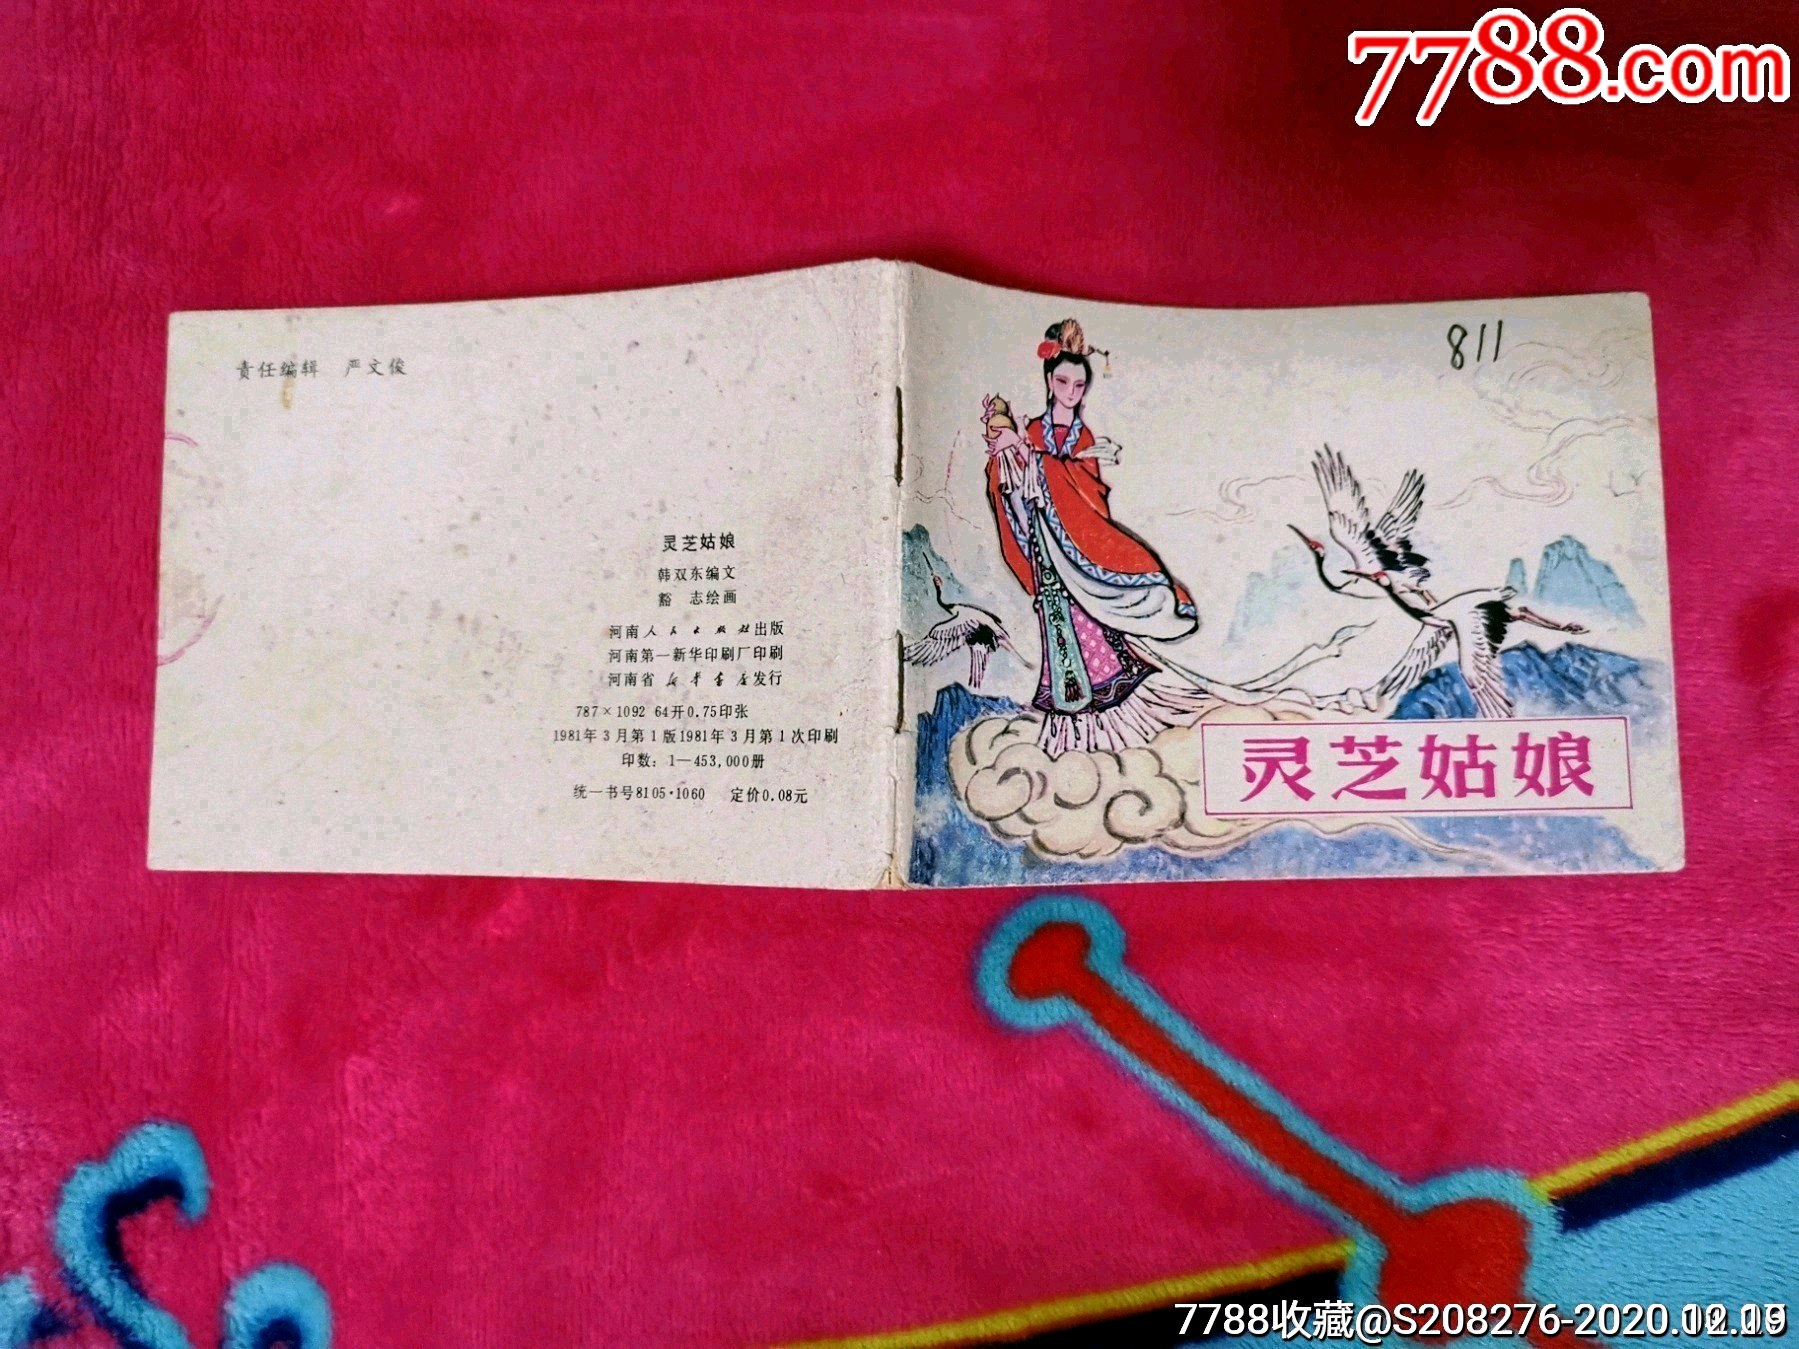 7788.com
责任编辑 严文俊
灵芝姑娘
韩双东编文
豁 志绘画
河南人民出版社出版
河南第一新华印刷厂印刷
河南省新华书店发行
787×1092 64开0.75印张
1981年3月第1版1981年3月第1次印刷
印数：1—453,000册
统一书号8105·1060 定价0.08元
811
灵芝姑娘
7788收藏@S208276-2020.